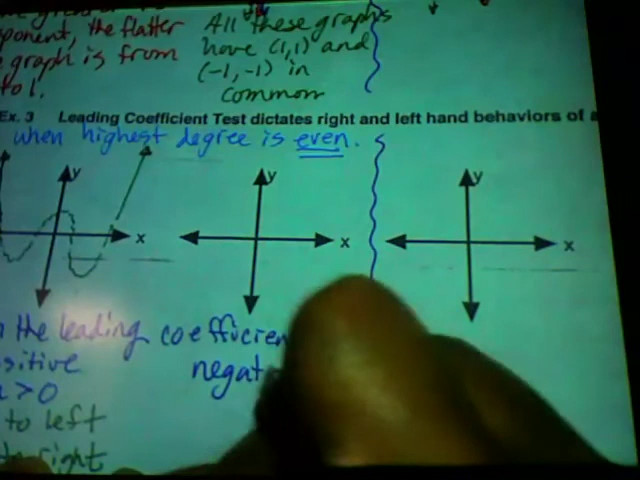 ponent, the flatter
graph is from
to 1.
All these graphs
have (1,1) and
(-1,-1) in
common
Ex. 3 Leading Coefficient Test dictates right and left hand behaviors of a
when highest degree is even.
y
x
y
x
y
x
the leading coefficien
sitive
negat
> 0
to left
right